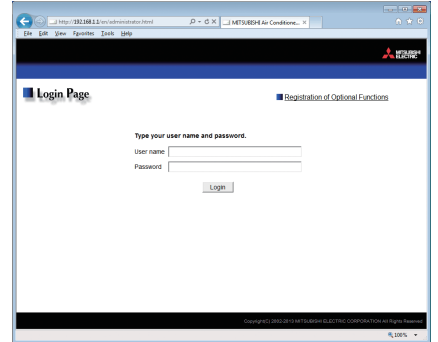 http://192.168.1.1/en/administrator.html
MITSUBISHI Air Conditione...
File Edit View Favorites Tools Help
MITSUBISHI
ELECTRIC
Login Page
Registration of Optional Functions
Type your user name and password.
User name
Password
Login
Copyright(C) 2002-2013 MITSUBISHI ELECTRIC CORPORATION All Rights Reserved
100%